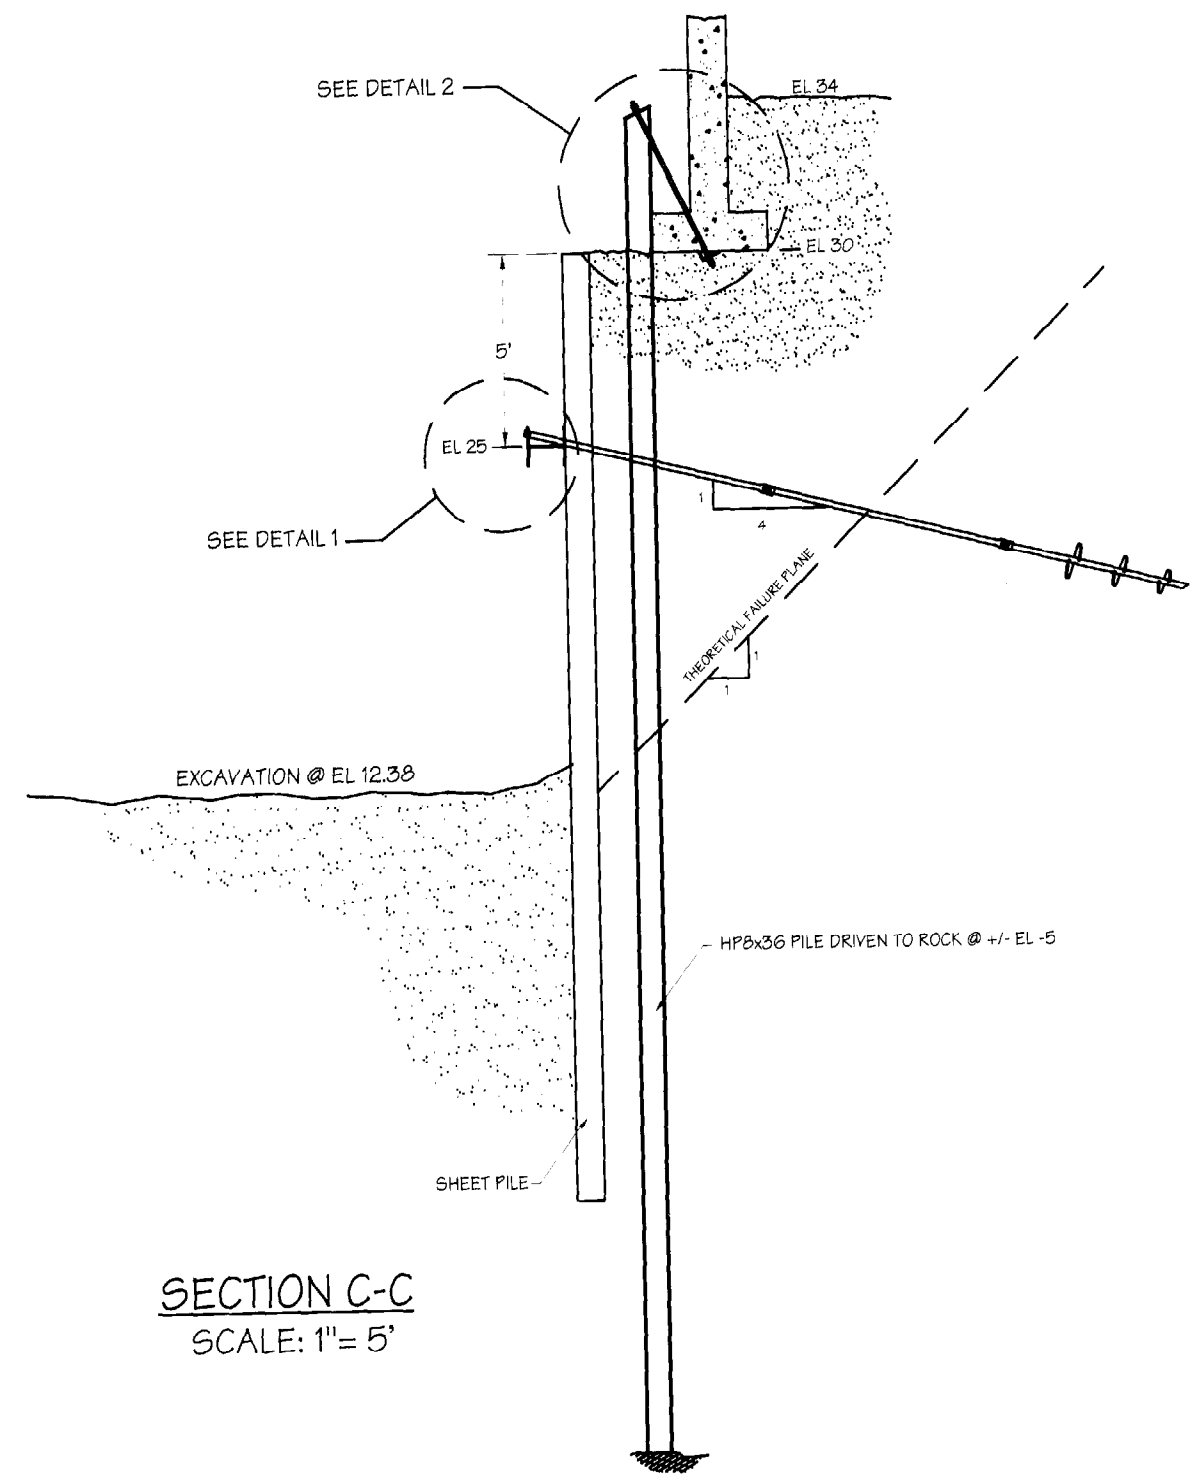 SEE DETAIL 2
EL 34
EL 30
5'
EL 25
1
4
SEE DETAIL 1
THEORETICAL FAILURE PLANE
1
1
EXCAVATION @ EL 12.38
HP8x36 PILE DRIVEN TO ROCK @ +/- EL -5
SHEET PILE
SECTION C-C
SCALE: 1"= 5'